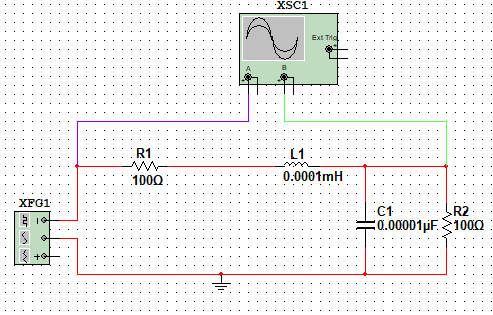 XSC1
Ext Trig
A
B
R1
100Ω
L1
0.0001mH
XFG1
C1
0.00001µF
R2
100Ω